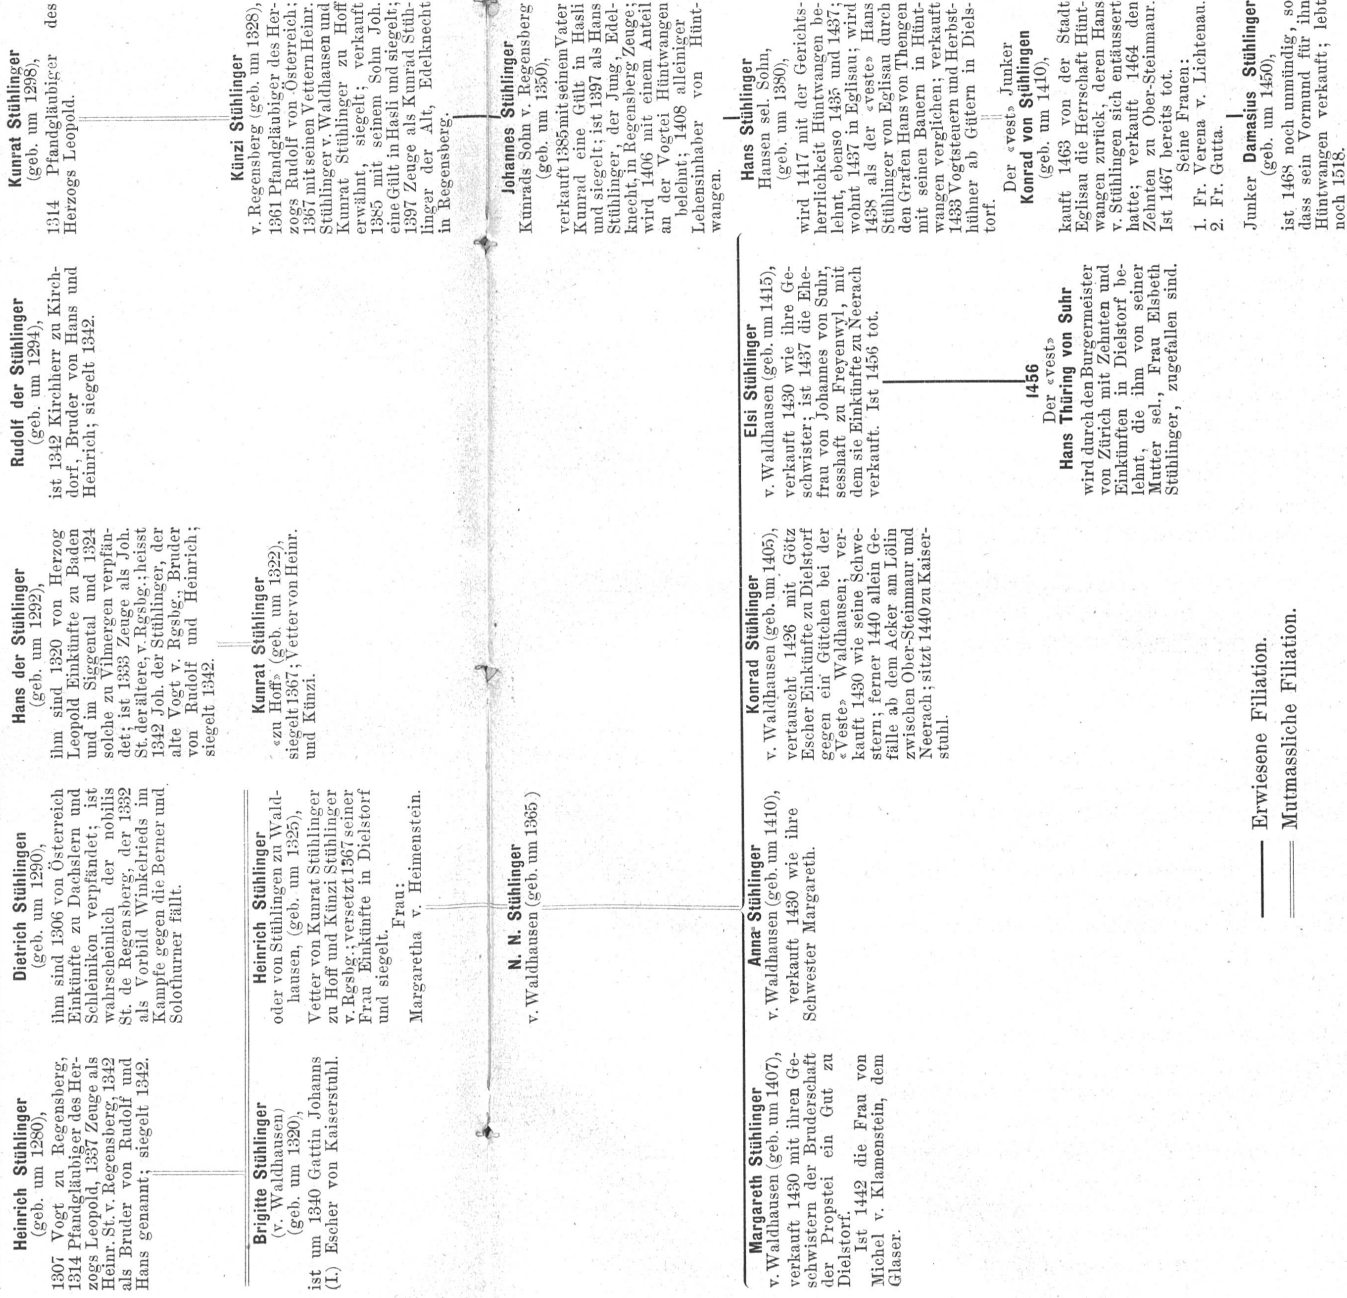 Heinrich Stühlinger
(geb. um 1280),
1307 Vogt zu Regensberg,
1314 Pfandgläubiger des Her-
zogs Leopold, 1337 Zeuge als
Heinr. St. v. Regensberg, 1342
als Bruder von Rudolf und
Hans genannt; siegelt 1342.
Dietrich Stühlingen
(geb. um 1290),
ihm sind 1306 von Österreich
Einkünfte zu Dachslern und
Schleinikon verpfändet; ist
wahrscheinlich der nobilis
St. de Regensberg, der 1332
als Vorbild Winkelrieds im
Kampfe gegen die Berner und
Solothurner fällt.
Hans der Stühlinger
(geb. um 1292),
ihm sind 1320 von Herzog
Leopold Einkünfte zu Baden
und im Siggental und 1324
solche zu Vilmergen verpfän-
det; ist 1333 Zeuge als Joh.
St. der ältere, v. Rgsbg.; heisst
1342 Joh. der Stühlinger, der
alte Vogt v. Rgsbg., Bruder
von Rudolf und Heinrich;
siegelt 1342.
Rudolf der Stühlinger
(geb. um 1294),
ist 1342 Kirchherr zu Kirch-
dorf, Bruder von Hans und
Heinrich; siegelt 1342.
Kunrat Stühlinger
(geb. um 1298),
1314 Pfandgläubiger des
Herzogs Leopold.
Brigitte Stühlinger
(v. Waldhausen)
(geb. um 1320),
ist um 1340 Gattin Johanns
(I.) Escher von Kaiserstuhl.
Heinrich Stühlinger
oder von Stühlingen zu Wald-
hausen, (geb. um 1325),
Vetter von Kunrat Stühlinger
zu Hoff und Künzi Stühlinger
v. Rgsbg.; versetzt 1367 seiner
Frau Einkünfte in Dielstorf
und siegelt.
Frau:
Margaretha v. Heimenstein.
Kunrat Stühlinger
«zu Hoff» (geb. um 1322),
siegelt 1367; Vetter von Heinr.
und Künzi.
Künzi Stühlinger
v. Regensberg (geb. um 1328),
1361 Pfandgläubiger des Her-
zogs Rudolf von Österreich;
1367 mit seinen Vettern Heinr.
Stühlinger v. Waldhausen und
Kunrat Stühlinger zu Hoff
erwähnt, siegelt; verkauft
1385 mit seinem Sohn Joh.
eine Gült in Hasli und siegelt;
1397 Zeuge als Kunrad Stüh-
linger der Alt, Edelknecht
in Regensberg.
N. N. Stühlinger
v. Waldhausen (geb. um 1365)
Johannes Stühlinger
Kunrads Sohn v. Regensberg
(geb. um 1350),
verkauft 1385 mit seinem Vater
Kunrad eine Gült in Hasli
und siegelt; ist 1397 als Hans
Stühlinger, der Jung, Edel-
knecht, in Regensberg Zeuge;
wird 1406 mit einem Anteil
an der Vogtei Hüntwangen
belehnt; 1408 alleiniger
Lehensinhaber von Hünt-
wangen.
Margareth Stühlinger
v. Waldhausen (geb. um 1407),
verkauft 1430 mit ihren Ge-
schwistern der Bruderschaft
der Propstei ein Gut zu
Dielstorf.
Ist 1442 die Frau von
Michel v. Klamenstein, dem
Glaser.
Anna Stühlinger
v. Waldhausen (geb. um 1410),
verkauft 1430 wie ihre
Schwester Margareth.
Konrad Stühlinger
v. Waldhausen (geb. um 1405),
vertauscht 1426 mit Götz
Escher Einkünfte zu Dielstorf
gegen ein Gütchen bei der
«Veste» Waldhausen; ver-
kauft 1430 wie seine Schwe-
stern; ferner 1440 allein Ge-
fälle ab dem Acker am Lölin
zwischen Ober-Steinmaur und
Neerach; sitzt 1440 zu Kaiser-
stuhl.
Elsi Stühlinger
v. Waldhausen (geb. um 1415),
verkauft 1430 wie ihre Ge-
schwister; ist 1437 die Ehe-
frau von Johannes von Suhr,
sesshaft zu Freyenwyl, mit
dem sie Einkünfte zu Neerach
verkauft. Ist 1456 tot.
Hans Stühlinger
Hansen sel. Sohn,
(geb. um 1380),
wird 1417 mit der Gerichts-
herrlichkeit Hüntwangen be-
lehnt, ebenso 1435 und 1437;
wohnt 1437 in Eglisau; wird
1438 als der «veste» Hans
Stühlinger von Eglisau durch
den Grafen Hans von Thengen
mit seinen Bauern in Hünt-
wangen verglichen; verkauft
1433 Vogtsteuern und Herbst-
hühner ab Gütern in Diels-
torf.
1456
Der «vest»
Hans Thüring von Suhr
wird durch den Burgermeister
von Zürich mit Zehnten und
Einkünften in Dielstorf be-
lehnt, die ihm von seiner
Mutter sel., Frau Elsbeth
Stühlinger, zugefallen sind.
Der «vest» Junker
Konrad von Stühlingen
(geb. um 1410),
kauft 1463 von der Stadt
Eglisau die Herrschaft Hünt-
wangen zurück, deren Hans
v. Stühlingen sich entäussert
hatte; verkauft 1464 den
Zehnten zu Ober-Steinmaur.
Ist 1467 bereits tot.
Seine Frauen:
1. Fr. Verena v. Lichtenau.
2. Fr. Gutta.
Junker Damasius Stühlinger
(geb. um 1450),
ist 1468 noch unmündig, so
dass sein Vormund für ihn
Hüntwangen verkauft; lebt
noch 1518.
Erwiesene Filiation.
Mutmassliche Filiation.